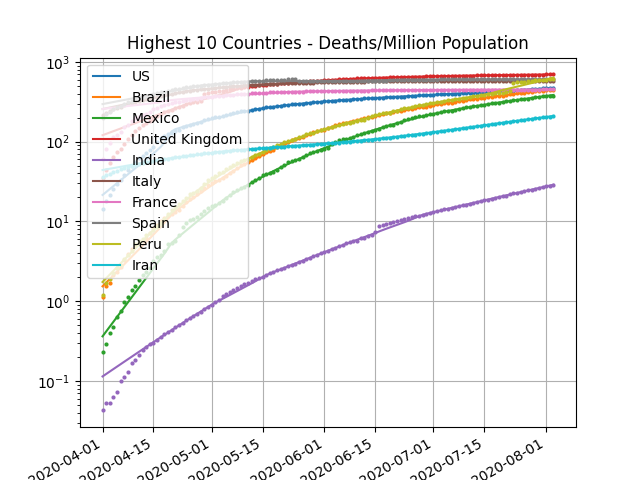 Highest 10 Countries - Deaths/Million Population
10³
10²
10¹
10⁰
10⁻¹
US
Brazil
Mexico
United Kingdom
India
Italy
France
Spain
Peru
Iran
2020-04-01
2020-04-15
2020-05-01
2020-05-15
2020-06-01
2020-06-15
2020-07-01
2020-07-15
2020-08-01